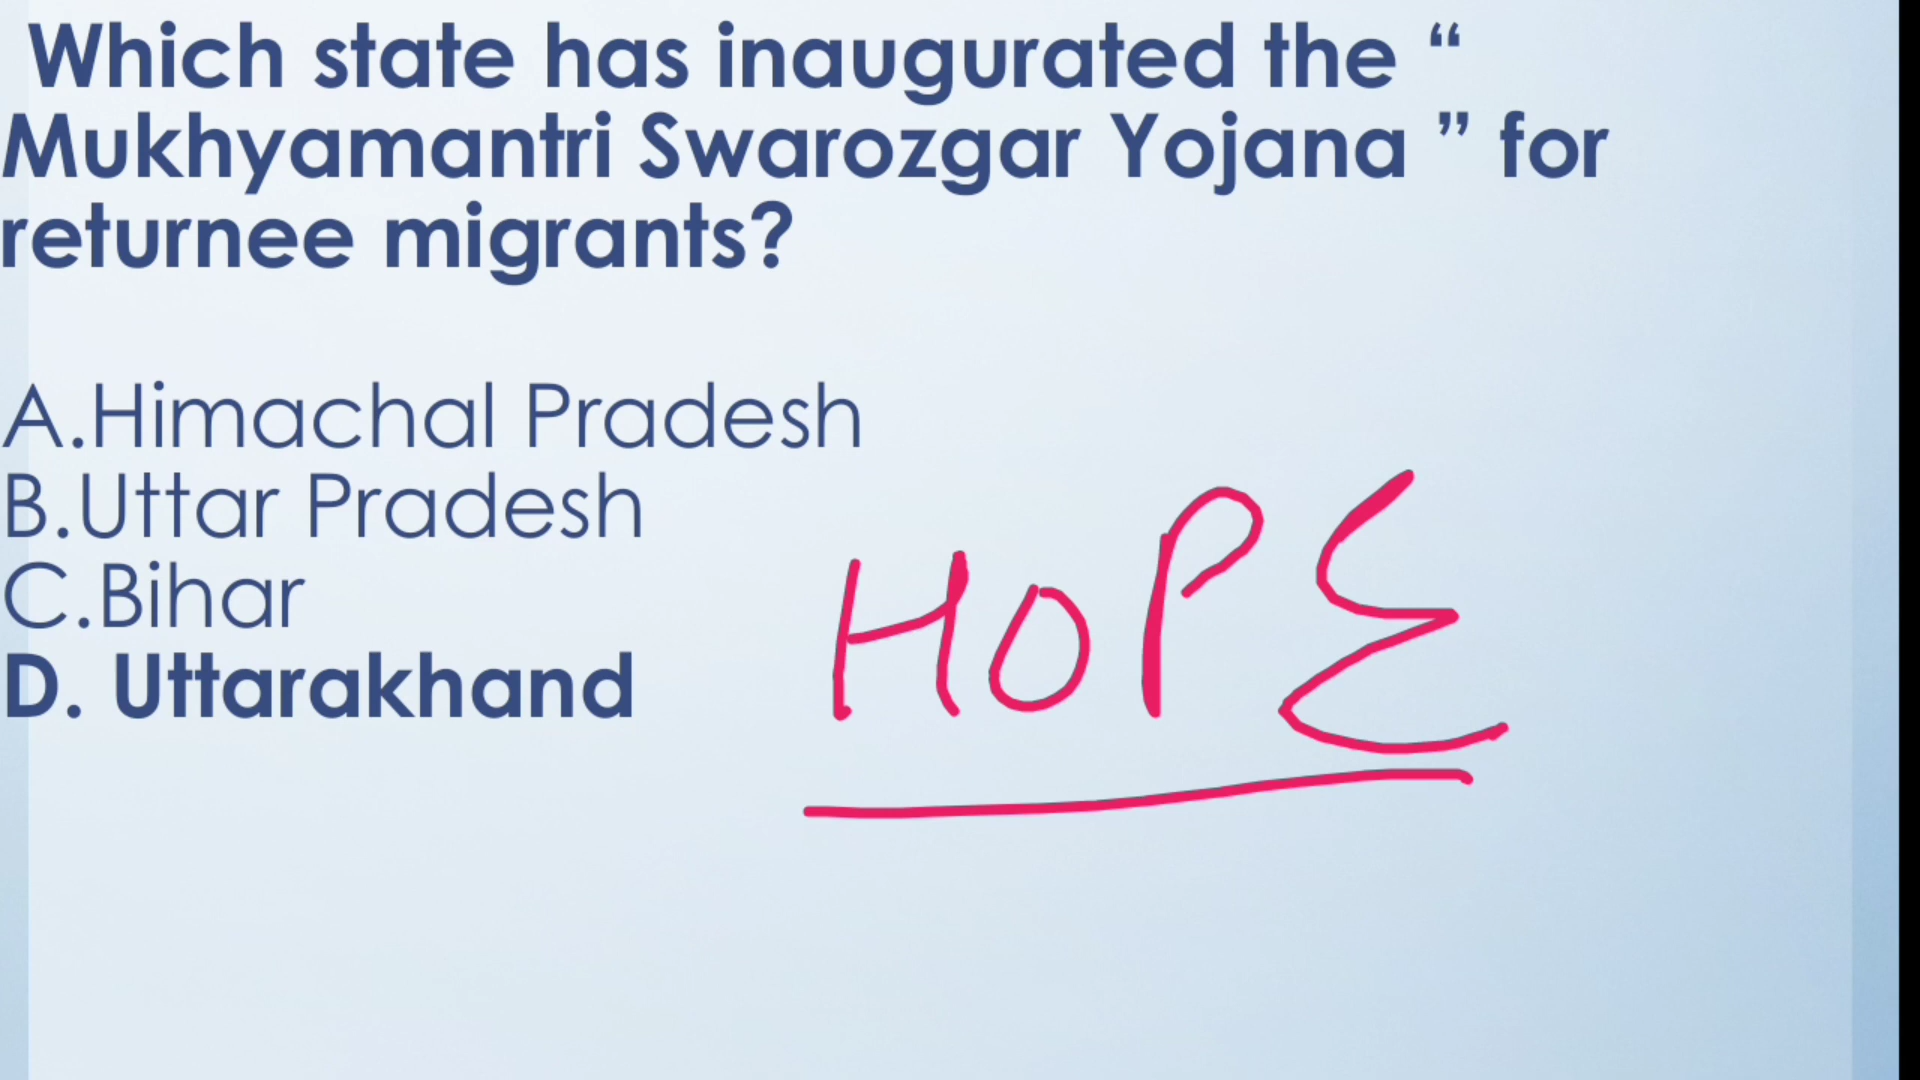 Which state has inaugurated the “
Mukhyamantri Swarozgar Yojana ” for
returnee migrants?
A.Himachal Pradesh
B.Uttar Pradesh
C.Bihar
D. Uttarakhand
HOPE